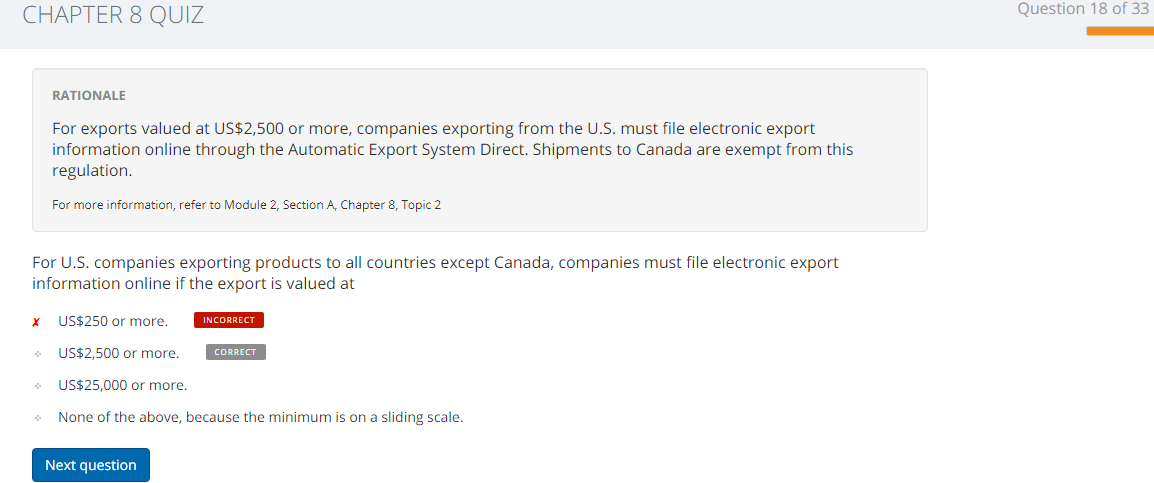 CHAPTER 8 QUIZ
Question 18 of 33
RATIONALE
For exports valued at US$2,500 or more, companies exporting from the U.S. must file electronic export
information online through the Automatic Export System Direct. Shipments to Canada are exempt from this
regulation.
For more information, refer to Module 2, Section A, Chapter 8, Topic 2
For U.S. companies exporting products to all countries except Canada, companies must file electronic export
information online if the export is valued at
✗ US$250 or more. INCORRECT
US$2,500 or more. CORRECT
US$25,000 or more.
None of the above, because the minimum is on a sliding scale.
Next question